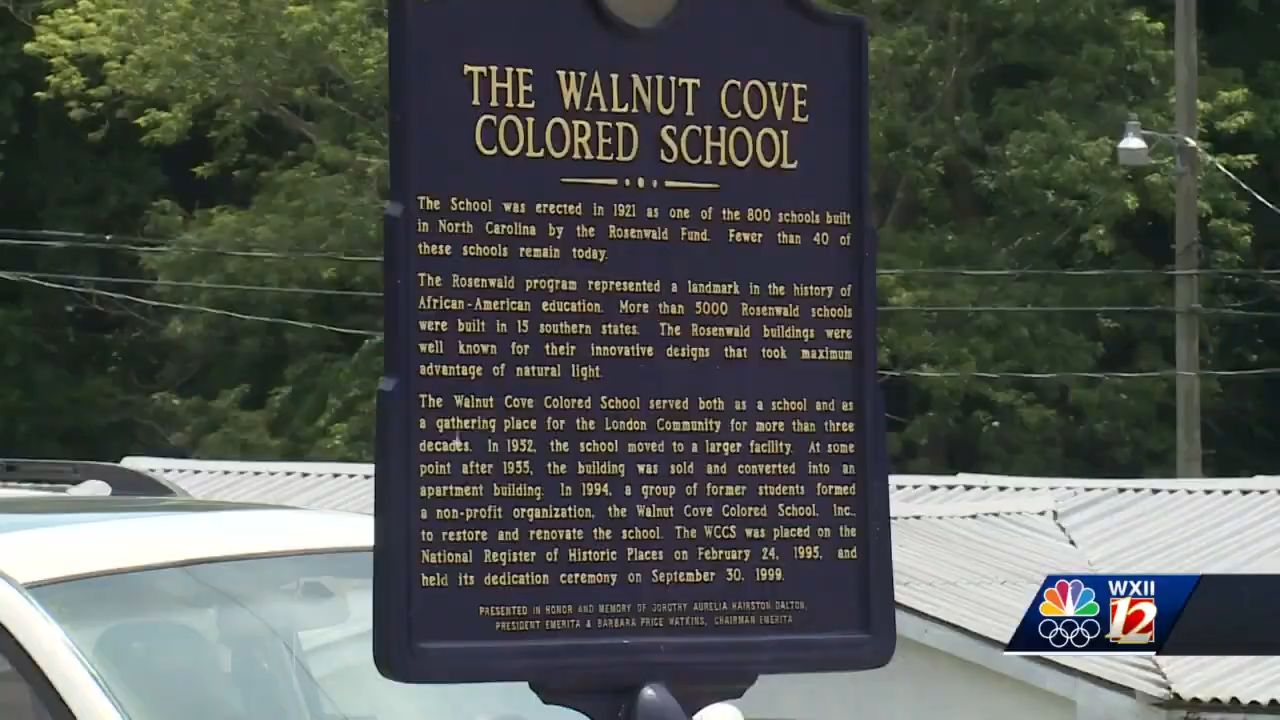 THE WALNUT COVE
COLORED SCHOOL
The School was erected in 1921 as one of the 800 schools built
in North Carolina by the Rosenwald Fund. Fewer than 40 of
these schools remain today.
The Rosenwald program represented a landmark in the history of
African-American education. More than 5000 Rosenwald schools
were built in 15 southern states. The Rosenwald buildings were
well known for their innovative designs that took maximum
advantage of natural light.
The Walnut Cove Colored School served both as a school and as
a gathering place for the London Community for more than three
decades. In 1952, the school moved to a larger facility. At some
point after 1955, the building was sold and converted into an
apartment building. In 1994, a group of former students formed
a non-profit organization, the Walnut Cove Colored School, Inc.,
to restore and renovate the school. The WCCS was placed on the
National Register of Historic Places on February 24, 1995, and
held its dedication ceremony on September 30, 1999.
PRESENTED IN HONOR AND MEMORY OF DOROTHY AURELIA HAIRSTON DALTON,
PRESIDENT EMERITA & BARBARA PRICE WATKINS, CHAIRMAN EMERITA
WXII
12